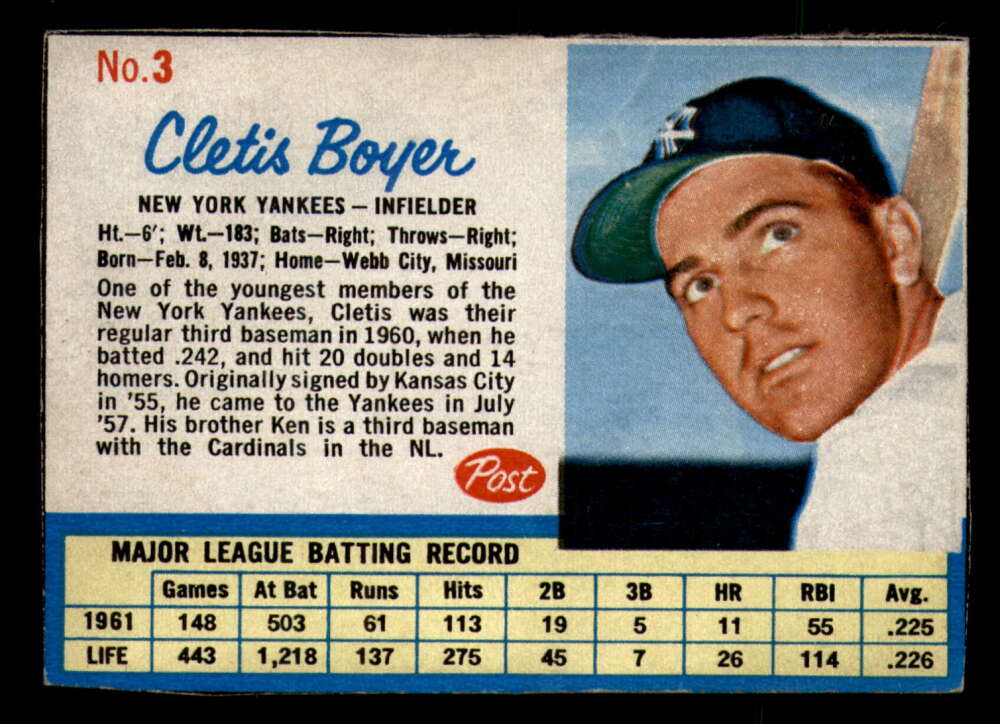 No.3
Cletis Boyer
NEW YORK YANKEES — INFIELDER
Ht.—6'; Wt.—183; Bats—Right; Throws—Right;
Born—Feb. 8, 1937; Home—Webb City, Missouri
One of the youngest members of the
New York Yankees, Cletis was their
regular third baseman in 1960, when he
batted .242, and hit 20 doubles and 14
homers. Originally signed by Kansas City
in '55, he came to the Yankees in July
'57. His brother Ken is a third baseman
with the Cardinals in the NL.
Post
NY
MAJOR LEAGUE BATTING RECORD
Games At Bat Runs Hits 2B 3B HR RBI Avg.
1961 148 503 61 113 19 5 11 55 .225
LIFE 443 1,218 137 275 45 7 26 114 .226